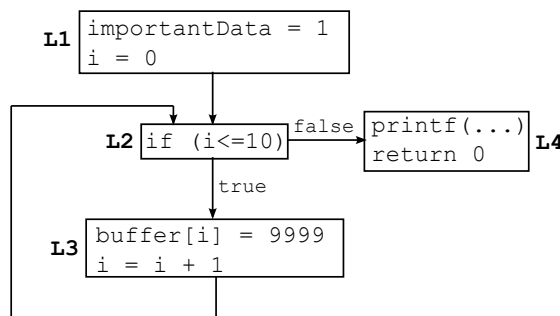 L1
importantData = 1
i = 0
L2
if (i<=10)
false
printf(...)
return 0
L4
true
L3
buffer[i] = 9999
i = i + 1